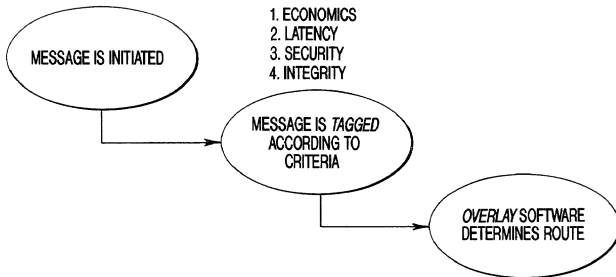 MESSAGE IS INITIATED
1. ECONOMICS
2. LATENCY
3. SECURITY
4. INTEGRITY
MESSAGE IS TAGGED
ACCORDING TO
CRITERIA
OVERLAY SOFTWARE
DETERMINES ROUTE